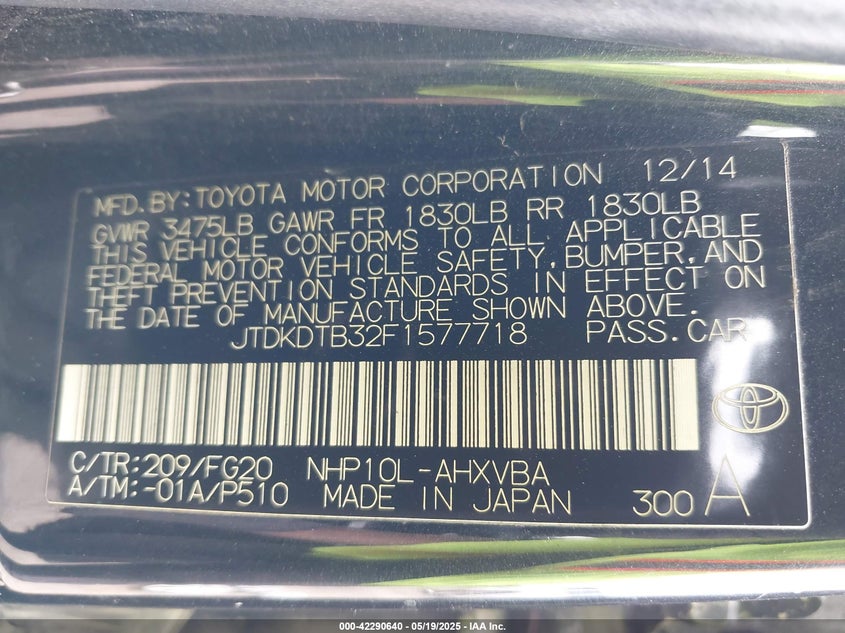 MFD.BY:TOYOTA MOTOR CORPORATION 12/14
GVWR 3475LB GAWR FR 1830LB RR 1830LB
THIS VEHICLE CONFORMS TO ALL APPLICABLE
FEDERAL MOTOR VEHICLE SAFETY,BUMPER,AND
THEFT PREVENTION STANDARDS IN EFFECT ON
THE DATE OF MANUFACTURE SHOWN ABOVE.
JTDKDTB32F1577718 PASS.CAR
C/TR:209/FG20 NHP10L-AHXVBA
A/TM:-01A/P510 MADE IN JAPAN 300 A
000-42290640 - 05/19/2025 - IAA Inc.